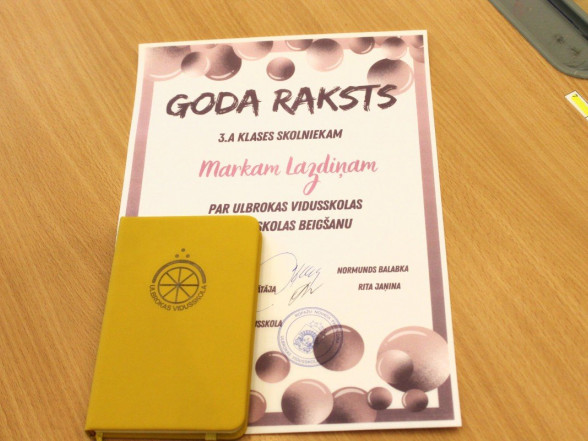 GODA RAKSTS
3.A KLASES SKOLNIEKAM
Markam Lazdiņam
PAR ULBROKAS VIDUSSKOLAS
SKOLAS BEIGŠANU
NORMUNDS BALABKA
RITA JAŅINA
ULBROKAS VIDUSSKOLA